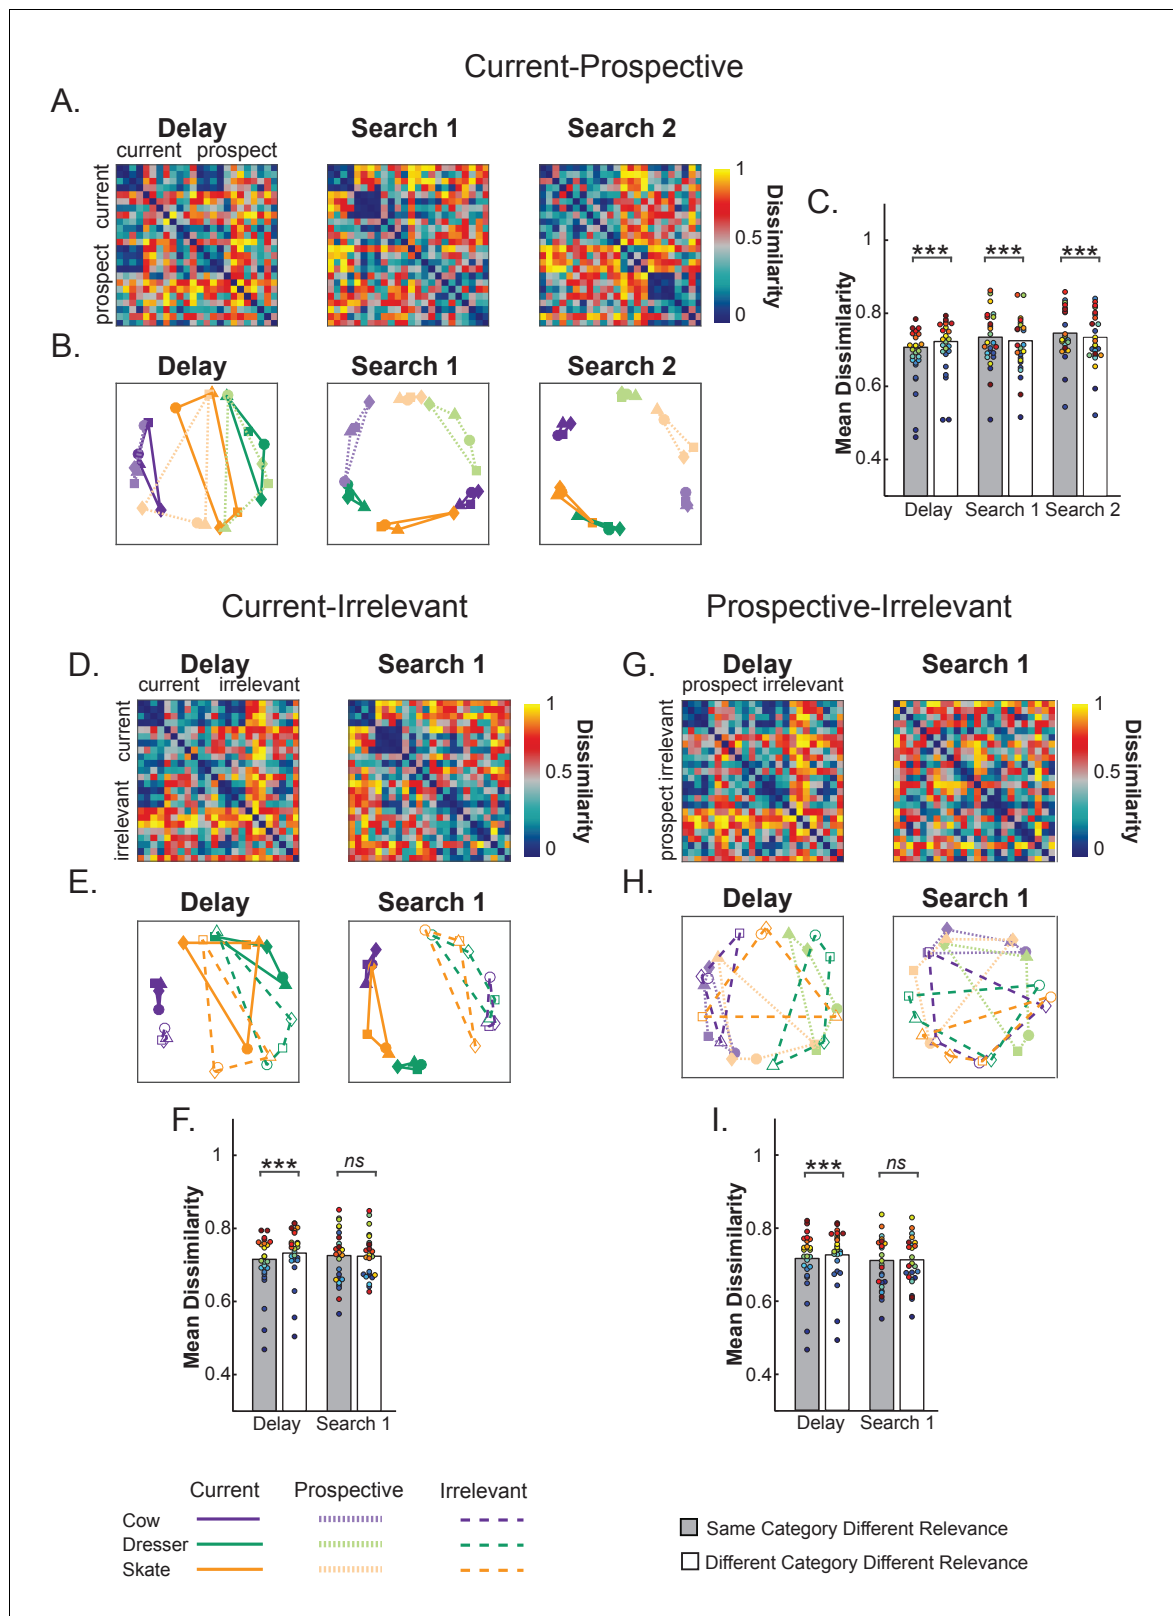 Current-Prospective
A.
Delay
Search 1
Search 2
current
prospect
current
prospect
1
0.5
0
Dissimilarity
B.
Delay
Search 1
Search 2
C.
Mean Dissimilarity
1
0.8
0.6
0.4
***
***
***
Delay
Search 1
Search 2
Current-Irrelevant
D.
Delay
Search 1
current
irrelevant
current
irrelevant
1
0.5
0
Dissimilarity
E.
Delay
Search 1
F.
Mean Dissimilarity
1
0.8
0.6
0.4
***
ns
Delay
Search 1
Prospective-Irrelevant
G.
Delay
Search 1
prospect irrelevant
prospect irrelevant
1
0.5
0
Dissimilarity
H.
Delay
Search 1
I.
Mean Dissimilarity
1
0.8
0.6
0.4
***
ns
Delay
Search 1
Current
Prospective
Irrelevant
Cow
Dresser
Skate
Same Category Different Relevance
Different Category Different Relevance